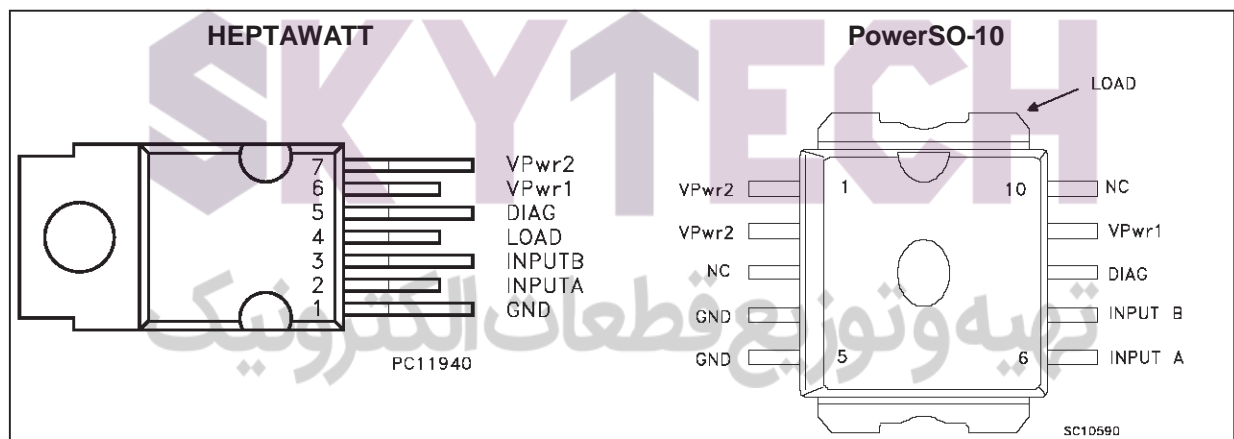 SKYTECH
HEPTAWATT
7 VPwr2
6 VPwr1
5 DIAG
4 LOAD
3 INPUTB
2 INPUTA
1 GND
PC11940
PowerSO-10
LOAD
VPwr2 1 10 NC
VPwr2 VPwr1
NC DIAG
GND INPUT B
GND 5 6 INPUT A
SC10590
تهیه و توزیع قطعات الکترونیک